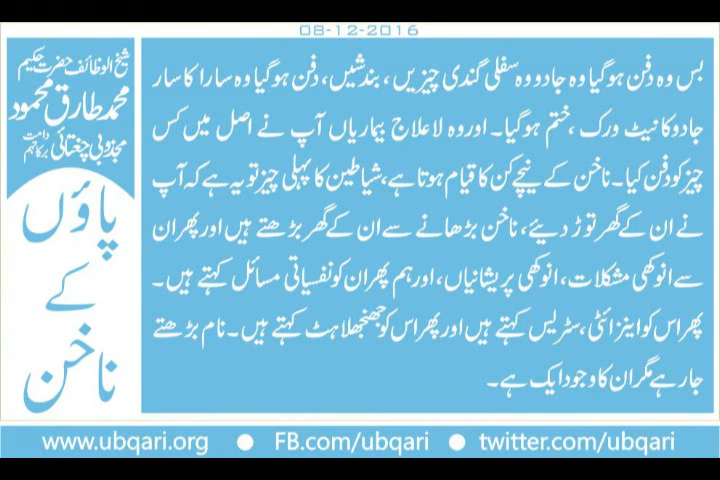 08-12-2016
شیخ الوظائف حضرت حکیم
محمد طارق محمود
مجذوبی چغتائی دامت برکاتہم
پاؤں
کے
ناخن
بس وہ دفن ہوگیا وہ جادو وہ سفلی گندی چیزیں، بندشیں، دفن ہوگیا وہ سارا کا سار
جادو کا نیٹ ورک، ختم ہوگیا۔ اور وہ لاعلاج بیماریاں آپ نے اصل میں کس
چیز کو دفن کیا۔ ناخن کے نیچے کن کا قیام ہوتا ہے، شیاطین کا پہلی چیز تو یہ ہے کہ آپ
نے ان کے گھر توڑ دیئے، ناخن بڑھانے سے ان کے گھر بڑھتے ہیں اور پھر ان
سے انوکھی مشکلات، انوکھی پریشانیاں، اور ہم پھر ان کو نفسیاتی مسائل کہتے ہیں۔
پھر اس کو اینزائٹی، سٹریس کہتے ہیں اور پھر اس کو جھنجھلاہٹ کہتے ہیں۔ نام بڑھتے
جا رہے مگر ان کا وجود ایک ہے۔
www.ubqari.org ● FB.com/ubqari ● twitter.com/ubqari